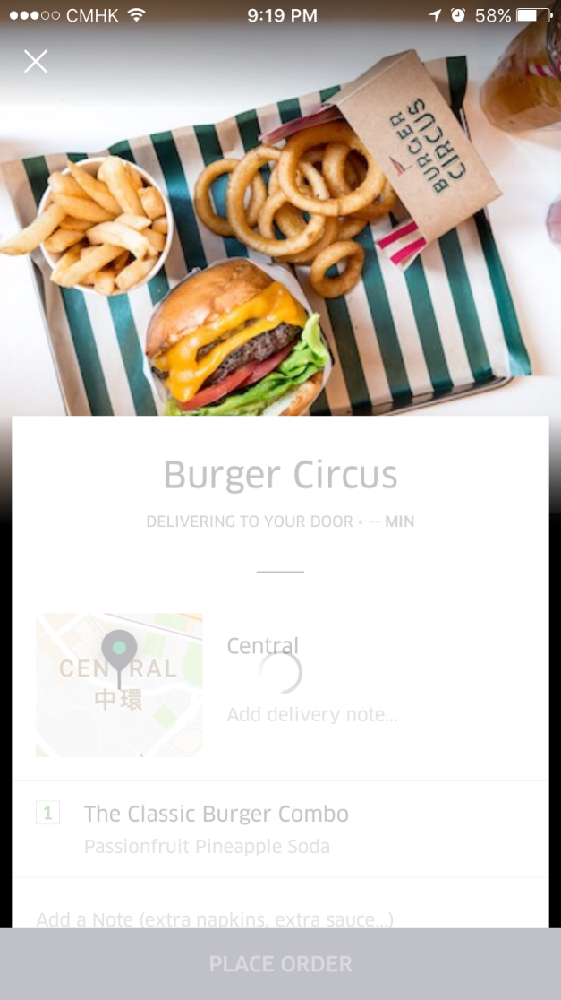 CMHK
9:19 PM
58%
BURGER
CIRCUS
Burger Circus
DELIVERING TO YOUR DOOR • -- MIN
CENTRAL
中環
Central
Add delivery note...
1
The Classic Burger Combo
Passionfruit Pineapple Soda
Add a Note (extra napkins, extra sauce...)
PLACE ORDER